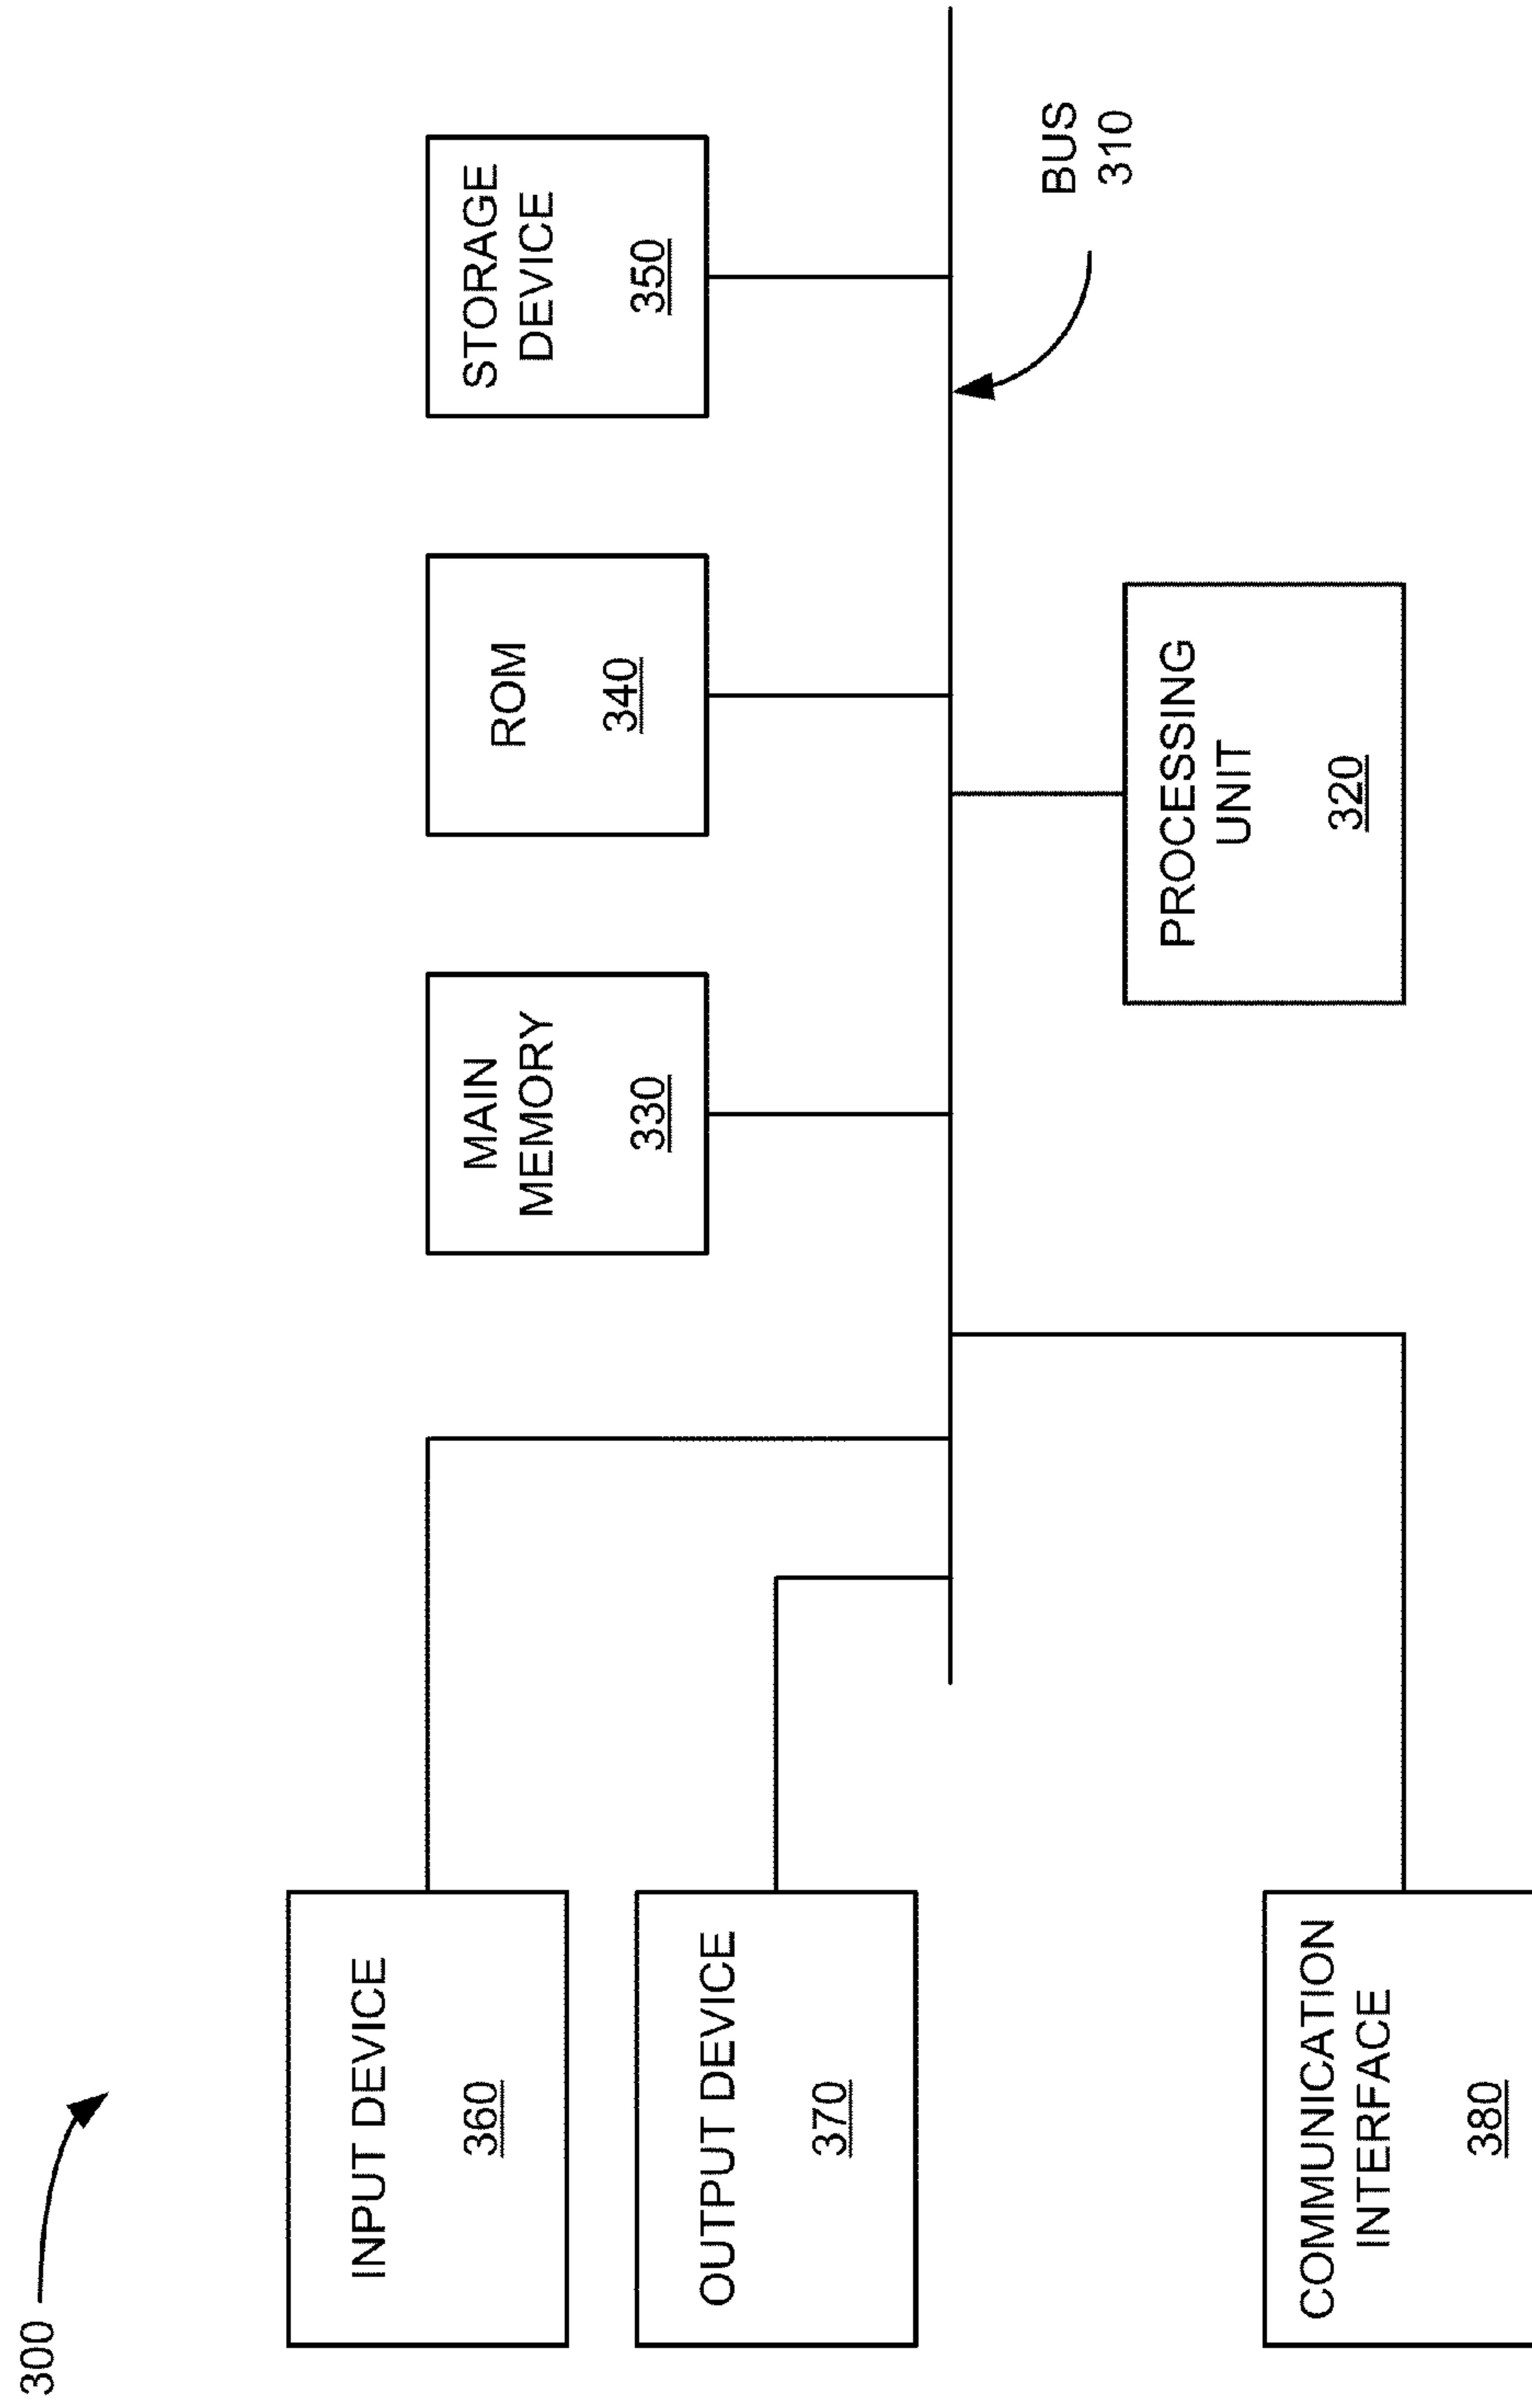 300
INPUT DEVICE
360
OUTPUT DEVICE
370
COMMUNICATION
INTERFACE
380
MAIN
MEMORY
330
ROM
340
STORAGE
DEVICE
350
PROCESSING
UNIT
320
BUS
310